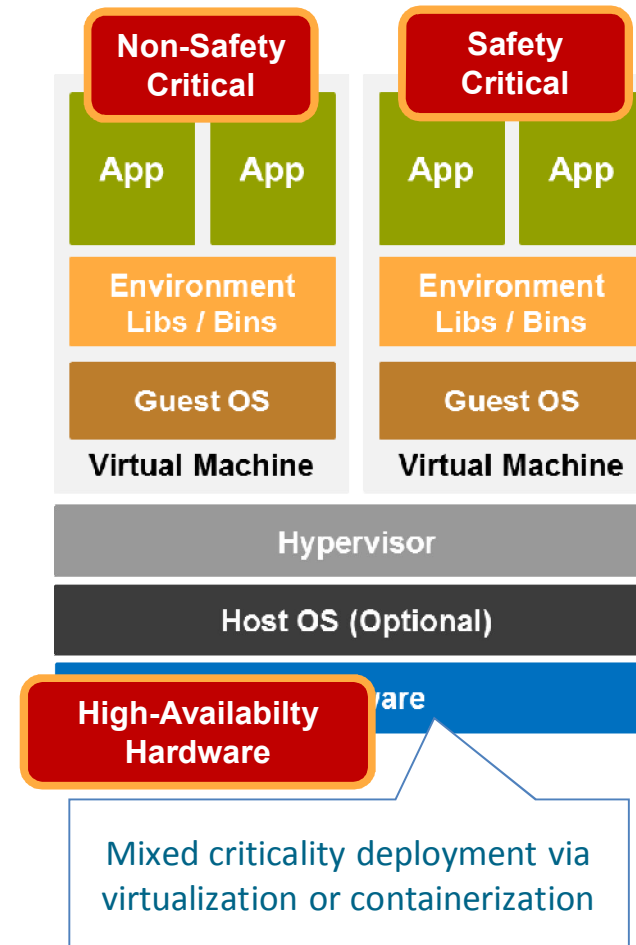 Non-Safety
Critical
Safety
Critical
App
App
App
App
Environment
Libs / Bins
Environment
Libs / Bins
Guest OS
Guest OS
Virtual Machine
Virtual Machine
Hypervisor
Host OS (Optional)
High-Availabilty
Hardware
ware
Mixed criticality deployment via
virtualization or containerization